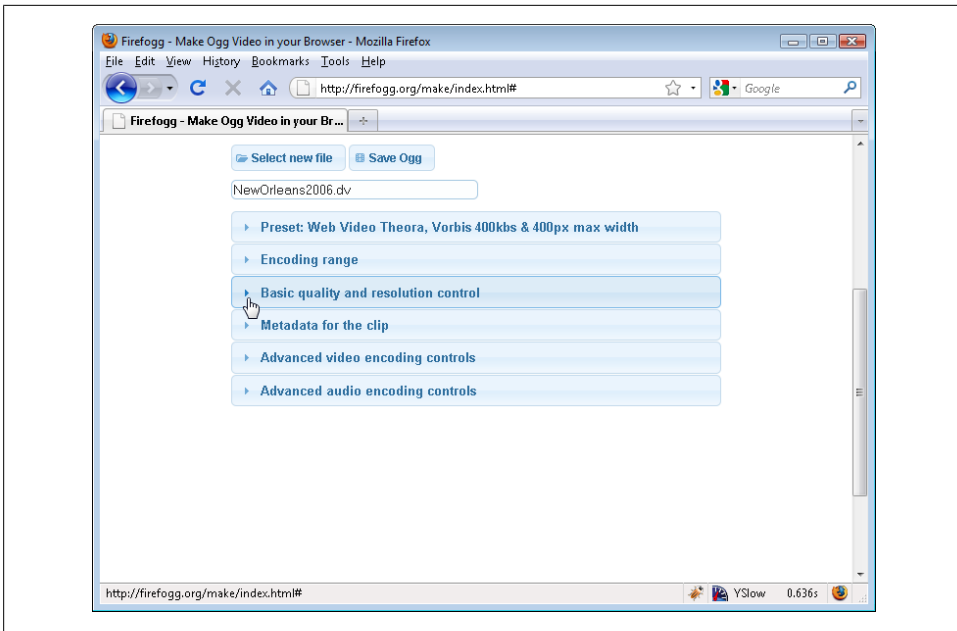 Firefogg - Make Ogg Video in your Browser - Mozilla Firefox
File Edit View History Bookmarks Tools Help
http://firefogg.org/make/index.html#
Google
Firefogg - Make Ogg Video in your Br...
Select new file
Save Ogg
NewOrleans2006.dv
Preset: Web Video Theora, Vorbis 400kbs & 400px max width
Encoding range
Basic quality and resolution control
Metadata for the clip
Advanced video encoding controls
Advanced audio encoding controls
http://firefogg.org/make/index.html#
YSlow 0.636s